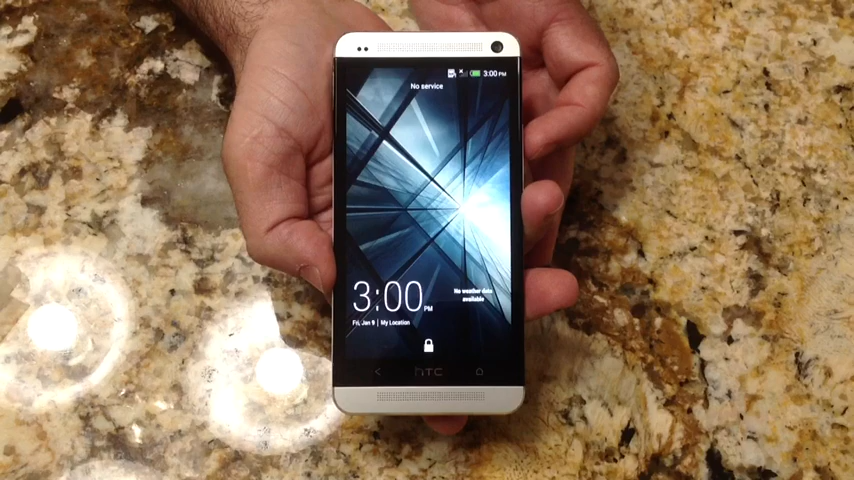 3:00 PM
No service
3:00 PM
No weather data
available
Fri, Jan 9 | My Location
hTC